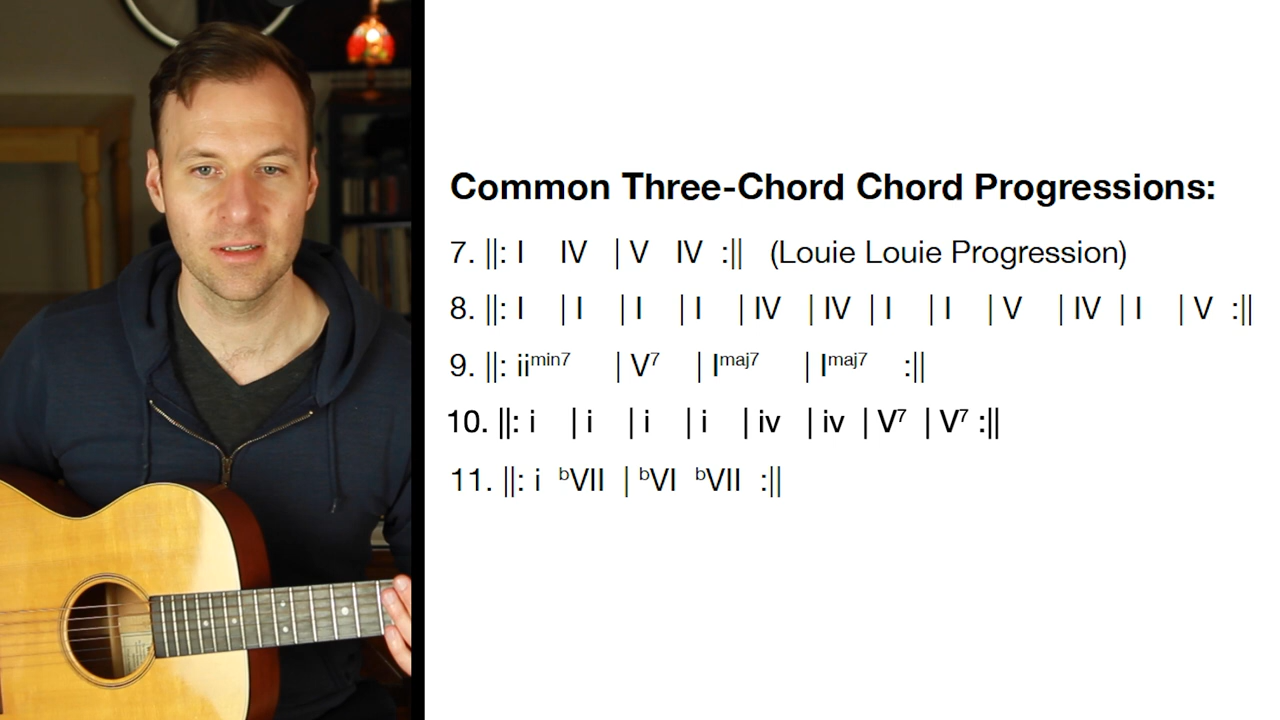 Common Three-Chord Chord Progressions:
7. ||: I IV | V IV :|| (Louie Louie Progression)
8. ||: I | I | I | I | IV | IV | I | I | V | IV | I | V :||
9. ||: iimin7 | V7 | Imaj7 | Imaj7 :||
10. ||: i | i | i | i | iv | iv | V7 | V7 :||
11. ||: i bVII | bVI bVII :||